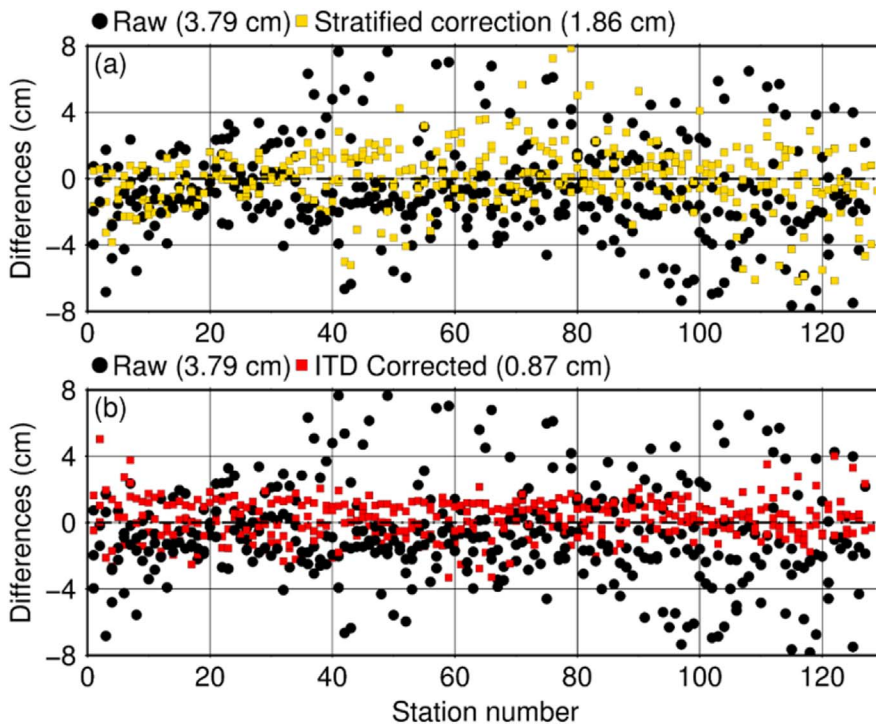 Raw (3.79 cm) Stratified correction (1.86 cm)
8
(a)
4
0
−4
−8
Differences (cm)
0 20 40 60 80 100 120
Raw (3.79 cm) ITD Corrected (0.87 cm)
8
(b)
4
0
−4
−8
Differences (cm)
0 20 40 60 80 100 120
Station number